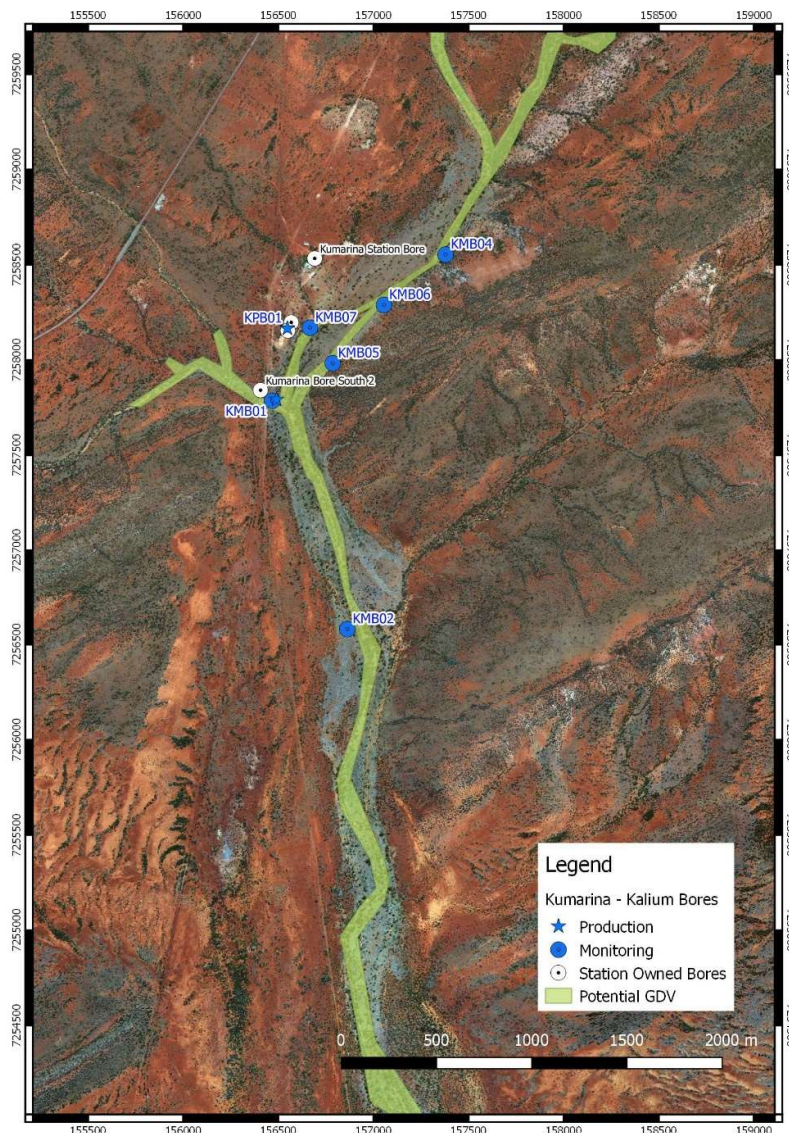 155500 156000 156500 157000 157500 158000 158500 159000
7259500
7259000
Kumarina Station Bore
KMB04
7258500
KMB06
KPB01 KMB07
7258000
KMB05
Kumarina Bore South 2
KMB01
7257500
7257000
KMB02
7256500
7256000
7255500
Legend
Kumarina - Kalium Bores
Production
Monitoring
Station Owned Bores
Potential GDV
7255000
7254500
0 500 1000 1500 2000 m
155500 156000 156500 157000 157500 158000 158500 159000